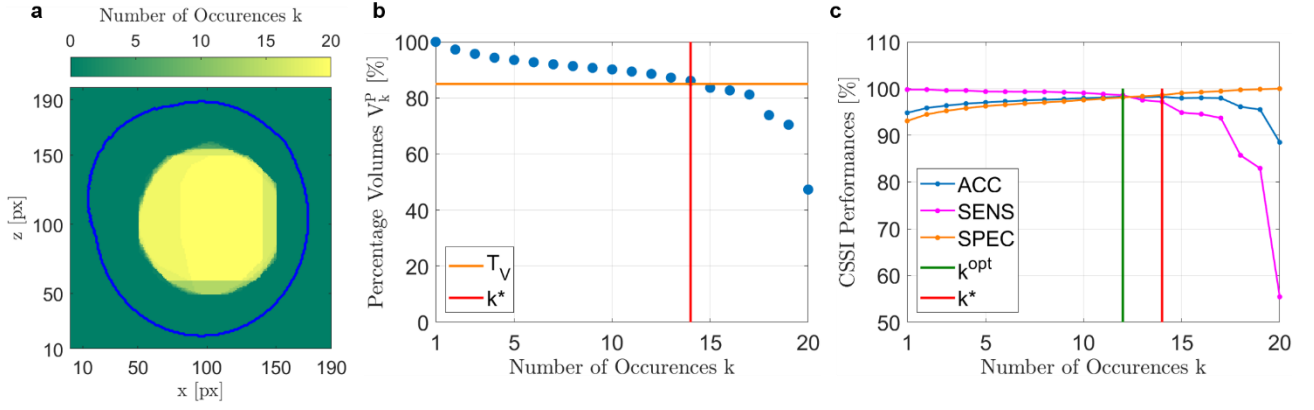 a
Number of Occurences k
0 5 10 15 20
190
150
100
50
10
z [px]
10 50 100 150 190
x [px]
b
Percentage Volumes V_k^P [%]
100
80
60
40
20
0
T_V
k*
1 5 10 15 20
Number of Occurences k
c
CSSI Performances [%]
110
100
90
80
70
60
50
ACC
SENS
SPEC
k^opt
k*
1 5 10 15 20
Number of Occurences k